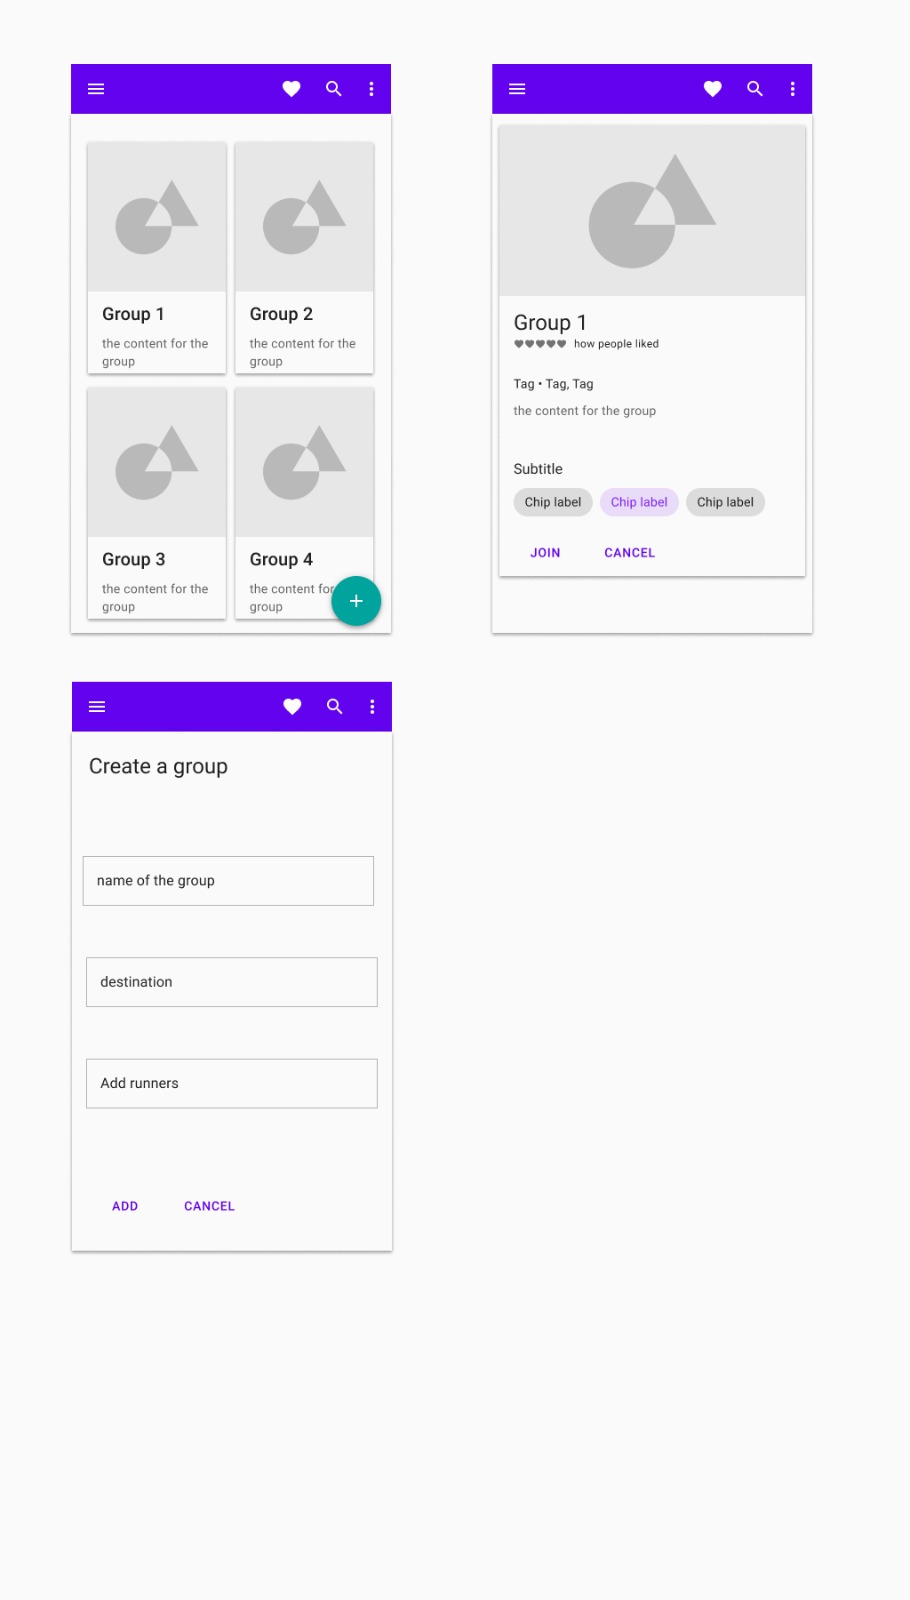 Group 1
the content for the
group
Group 2
the content for the
group
Group 3
the content for the
group
Group 4
the content for
group
Group 1
how people liked
Tag • Tag, Tag
the content for the group
Subtitle
Chip label
Chip label
Chip label
JOIN
CANCEL
Create a group
name of the group
destination
Add runners
ADD
CANCEL